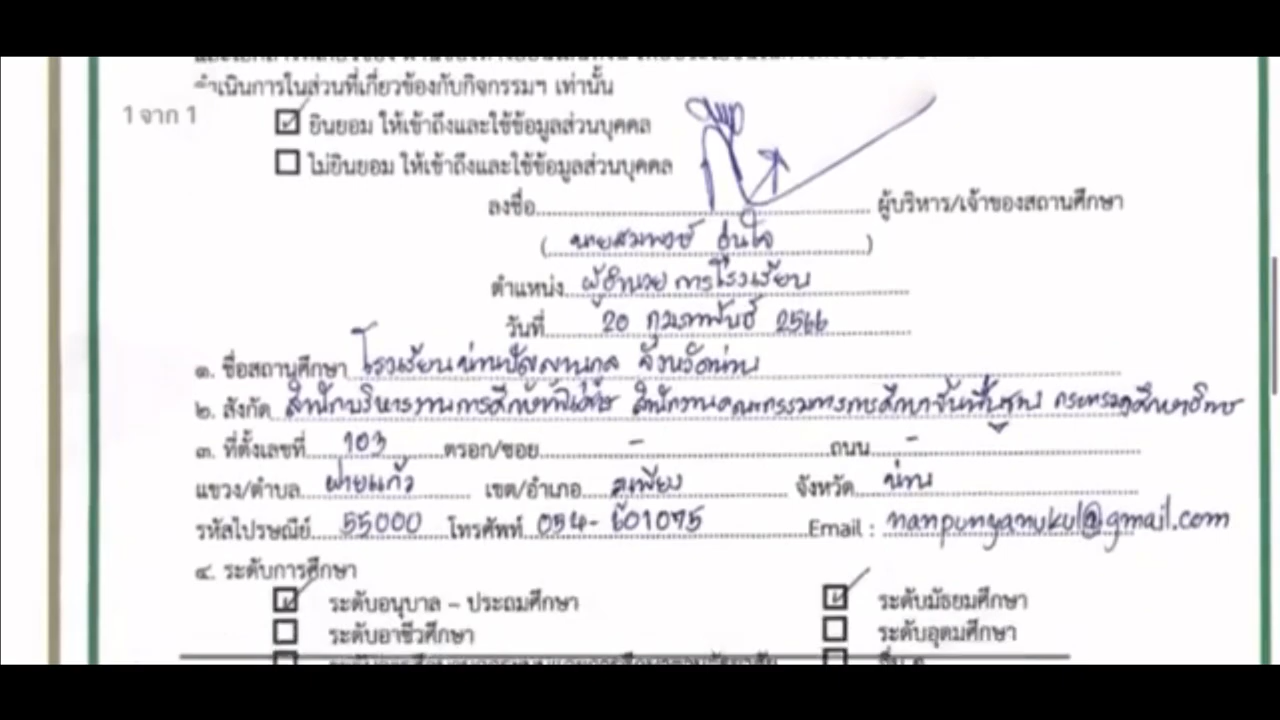 ดำเนินการในส่วนที่เกี่ยวข้องกับกิจกรรมฯ เท่านั้น
1 จาก 1
ยินยอม ให้เข้าถึงและใช้ข้อมูลส่วนบุคคล
ไม่ยินยอม ให้เข้าถึงและใช้ข้อมูลส่วนบุคคล
ลงชื่อ ผู้บริหาร/เจ้าของสถานศึกษา
( นายสมพงษ์ )
ตำแหน่ง ผู้อำนวยการโรงเรียน
วันที่ 20 กุมภาพันธ์ 2566
๑. ชื่อสถานศึกษา โรงเรียนน่านปัญญานุกูล จังหวัดน่าน
๒. สังกัด สำนักบริหารงานการศึกษาพิเศษ สำนักงานคณะกรรมการการศึกษาขั้นพื้นฐาน กระทรวงศึกษาธิการ
๓. ที่ตั้งเลขที่ 103 ตรอก/ซอย - ถนน -
แขวง/ตำบล ฝายแก้ว เขต/อำเภอ ภูเพียง จังหวัด น่าน
รหัสไปรษณีย์ 55000 โทรศัพท์ 054-601075 Email : nanpunyanukul@gmail.com
๔. ระดับการศึกษา
ระดับอนุบาล – ประถมศึกษา ระดับมัธยมศึกษา
ระดับอาชีวศึกษา ระดับอุดมศึกษา